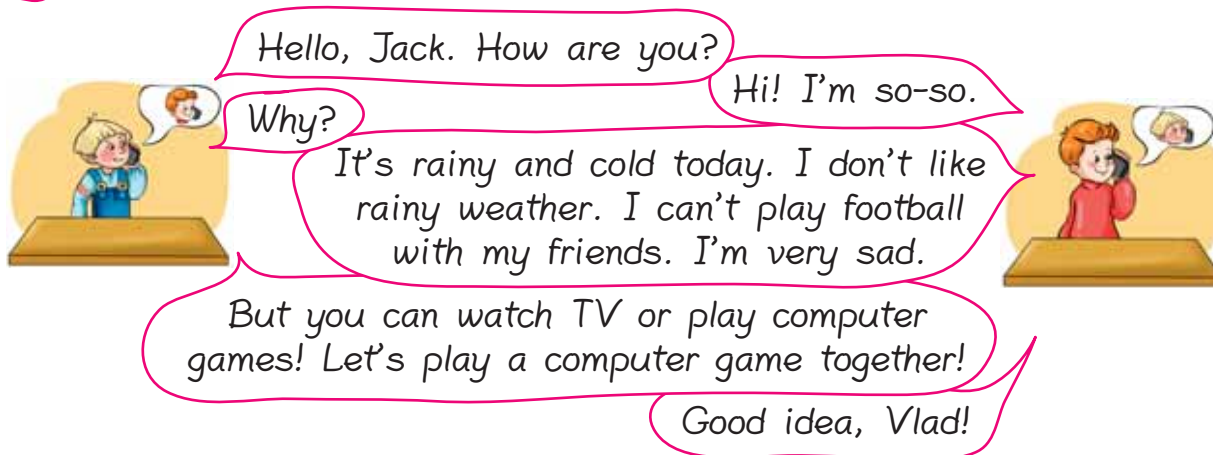 Hello, Jack. How are you?
Hi! I'm so-so.
Why?
It's rainy and cold today. I don't like
rainy weather. I can't play football
with my friends. I'm very sad.
But you can watch TV or play computer
games! Let's play a computer game together!
Good idea, Vlad!